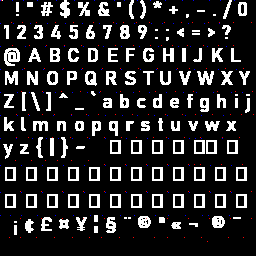 ! " # $ % & ' ( ) * + , - . / 0
1 2 3 4 5 6 7 8 9 : ; < = > ?
@ A B C D E F G H I J K L
M N O P Q R S T U V W X Y
Z [ \ ] ^ _ ` a b c d e f g h i j
k l m n o p q r s t u v w x
y z { | } ~ □ □ □ □ □ □ □
□ □ □ □ □ □ □ □ □ □ □
□ □ □ □ □ □ □ □ □ □ □
¡ ¢ £ ¤ ¥ ¦ § ¨ © ª « ¬ ® ¯